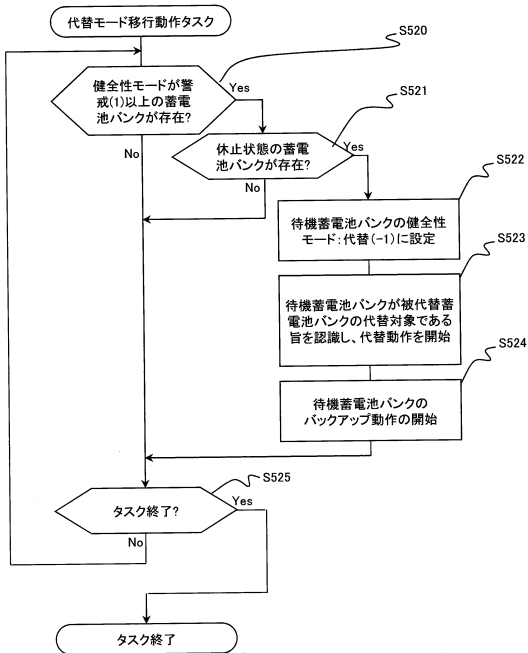 代替モード移行動作タスク
S520
健全性モードが警
戒(1)以上の蓄電
池バンクが存在?
Yes
No
S521
休止状態の蓄電
池バンクが存在?
Yes
No
S522
待機蓄電池バンクの健全性
モード:代替(-1)に設定
S523
待機蓄電池バンクが被代替蓄
電池バンクの代替対象である
旨を認識し、代替動作を開始
S524
待機蓄電池バンクの
バックアップ動作の開始
S525
タスク終了?
Yes
No
タスク終了